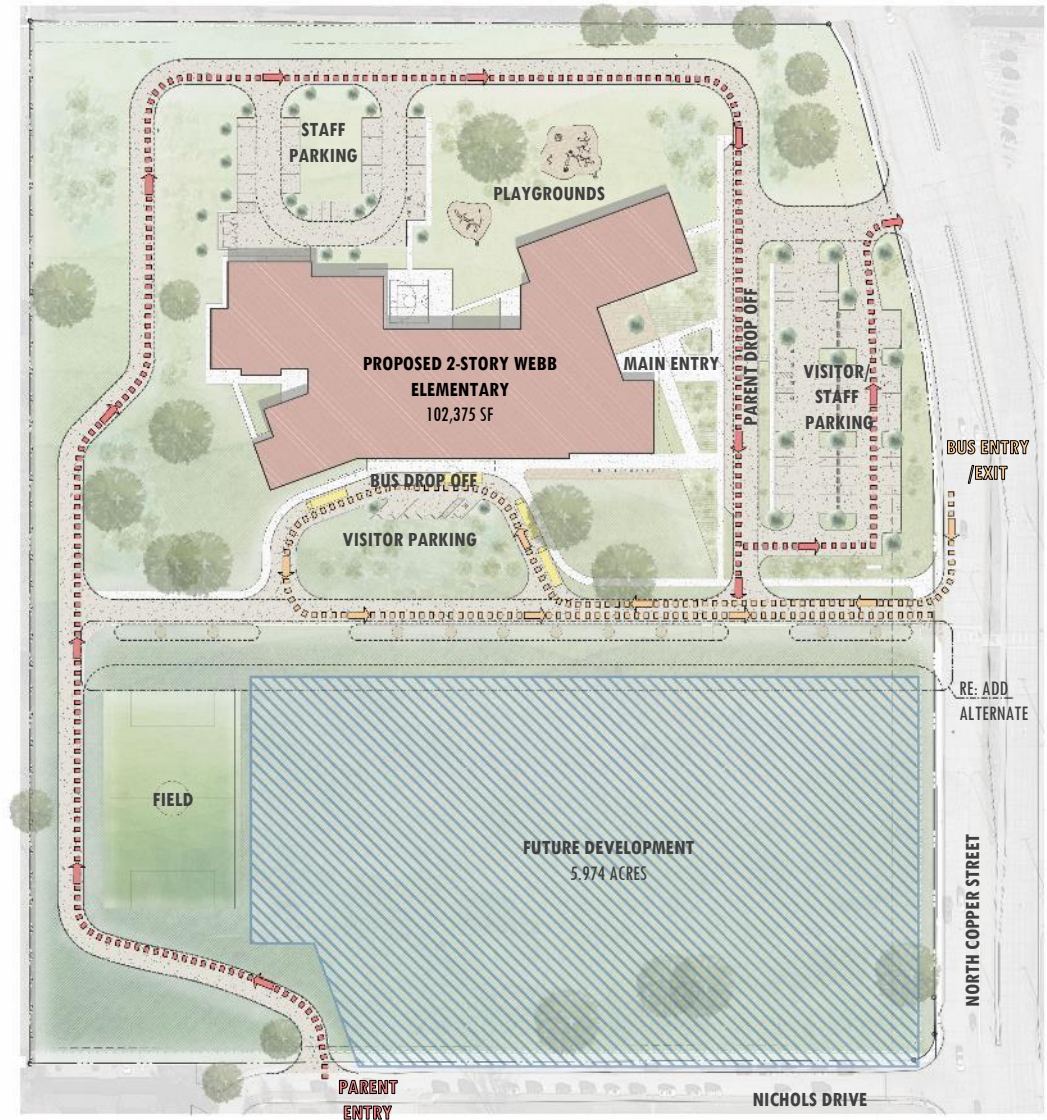 STAFF
PARKING
PLAYGROUNDS
PROPOSED 2-STORY WEBB
ELEMENTARY
102,375 SF
MAIN ENTRY
PARENT DROP OFF
VISITOR/
STAFF
PARKING
BUS ENTRY
/EXIT
BUS DROP OFF
VISITOR PARKING
RE: ADD
ALTERNATE
FIELD
FUTURE DEVELOPMENT
5.974 ACRES
NORTH COPPER STREET
PARENT
ENTRY
NICHOLS DRIVE